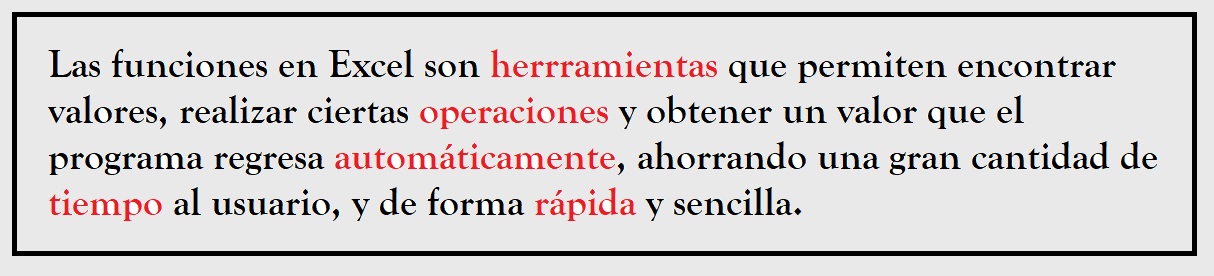 Las funciones en Excel son herrramientas que permiten encontrar
valores, realizar ciertas operaciones y obtener un valor que el
programa regresa automáticamente, ahorrando una gran cantidad de
tiempo al usuario, y de forma rápida y sencilla.